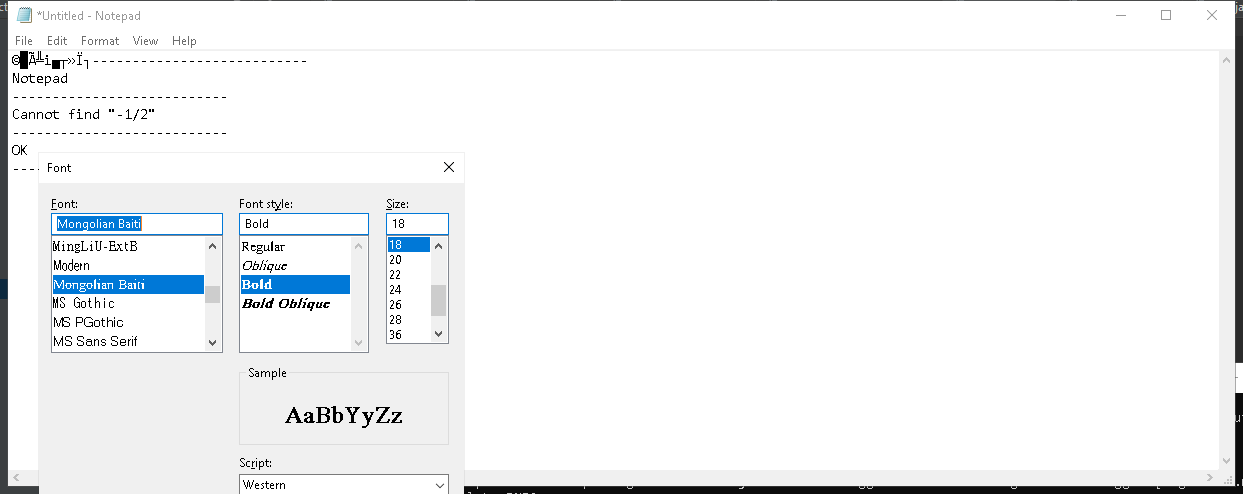 *Untitled - Notepad
File Edit Format View Help
©█Ã╩i▄┬»Ï┐---------------------------
Notepad
---------------------------
Cannot find "-1/2"
---------------------------
OK
----
Font
Font:
Mongolian Baiti
MingLiU-ExtB
Modern
Mongolian Baiti
MS Gothic
MS PGothic
MS Sans Serif
Font style:
Bold
Regular
Oblique
Bold
Bold Oblique
Size:
18
18
20
22
24
26
28
36
Sample
AaBbYyZz
Script:
Western